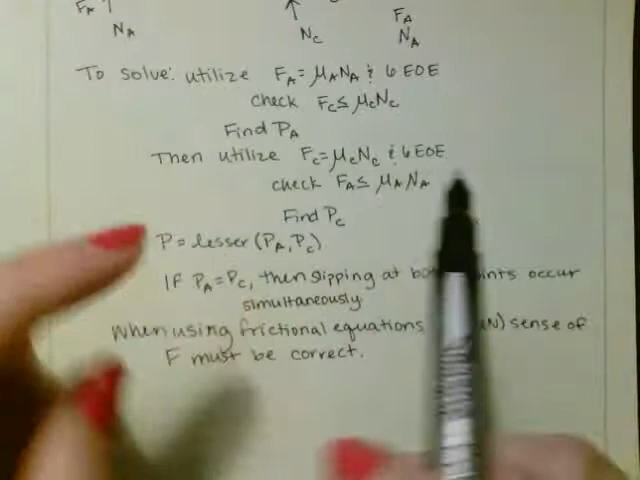 FA
NA
NC
FA
NA
To solve: utilize FA = μANA & 6 EOE
check FC ≤ μCNC
Find PA
Then utilize FC = μCNC & 6 EOE
check FA ≤ μANA
Find PC
P = lesser (PA, PC)
If PA = PC, then slipping at occur
simultaneously
When using frictional equations sense of
F must be correct.